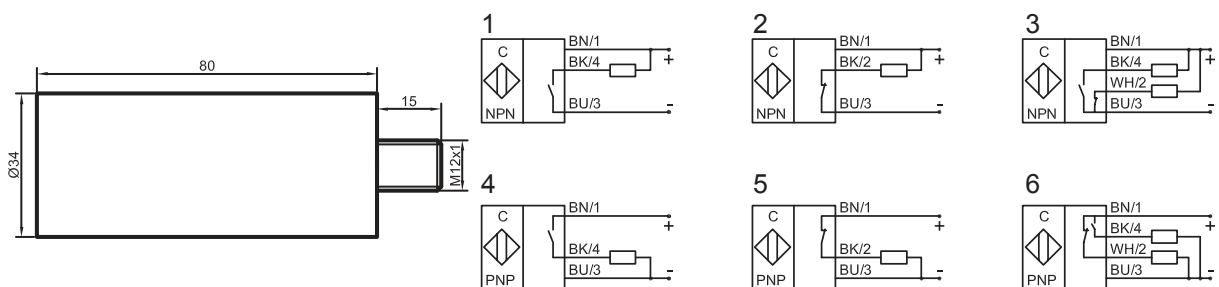 80
15
Ø34
M12x1
1
C
NPN
BN/1
+
BK/4
BU/3
-
2
C
NPN
BN/1
+
BK/2
BU/3
-
3
C
NPN
BN/1
+
BK/4
WH/2
BU/3
-
4
C
PNP
BN/1
+
BK/4
BU/3
-
5
C
PNP
BN/1
+
BK/2
BU/3
-
6
C
PNP
BN/1
+
BK/4
WH/2
BU/3
-